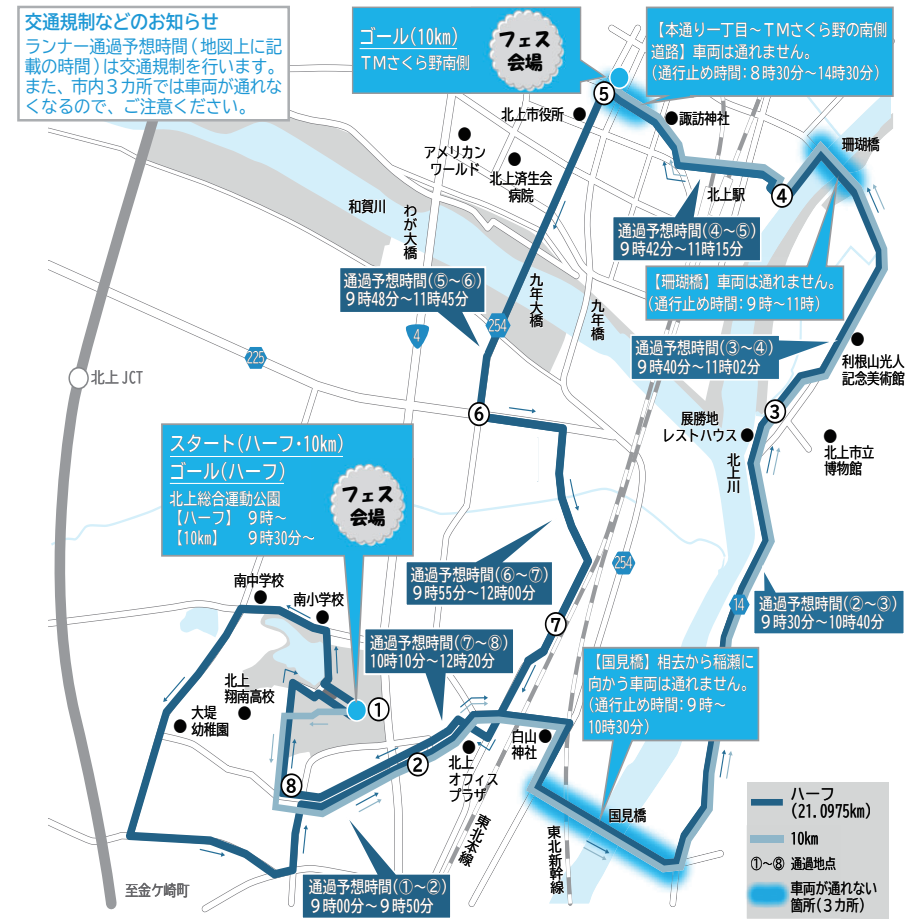 交通規制などのお知らせ
ランナー通過予想時間（地図上に記
載の時間）は交通規制を行います。
また、市内３カ所では車両が通れな
くなるので、ご注意ください。
ゴール(10km)
ＴＭさくら野南側
フェス
会場
【本通り一丁目～ＴＭさくら野の南側
道路】車両は通れません。
（通行止め時間：８時30分～14時30分）
⑤
北上市役所
諏訪神社
珊瑚橋
アメリカン
ワールド
北上済生会
病院
北上駅
④
和賀川
わが大橋
通過予想時間(④～⑤)
９時42分～11時15分
通過予想時間(⑤～⑥)
９時48分～11時45分
【珊瑚橋】車両は通れません。
（通行止め時間：９時～11時）
九年大橋
九年橋
254
4
225
通過予想時間(③～④)
９時40分～11時02分
利根山光人
記念美術館
北上JCT
⑥
③
展勝地
レストハウス
北上川
北上市立
博物館
スタート(ハーフ・10km)
ゴール(ハーフ)
北上総合運動公園
【ハーフ】　９時～
【10km】　９時30分～
フェス
会場
254
通過予想時間(⑥～⑦)
９時55分～12時00分
14
通過予想時間(②～③)
９時30分～10時40分
南中学校
南小学校
⑦
通過予想時間(⑦～⑧)
10時10分～12時20分
【国見橋】相去から稲瀬に
向かう車両は通れません。
（通行止め時間：９時～
10時30分）
北上
翔南高校
①
大堤
幼稚園
白山
神社
②
北上
オフィス
プラザ
⑧
国見橋
東北本線
東北新幹線
至金ケ崎町
通過予想時間(①～②)
９時00分～９時50分
ハーフ
(21.0975km)
10km
①～⑧ 通過地点
車両が通れない
箇所(３カ所)